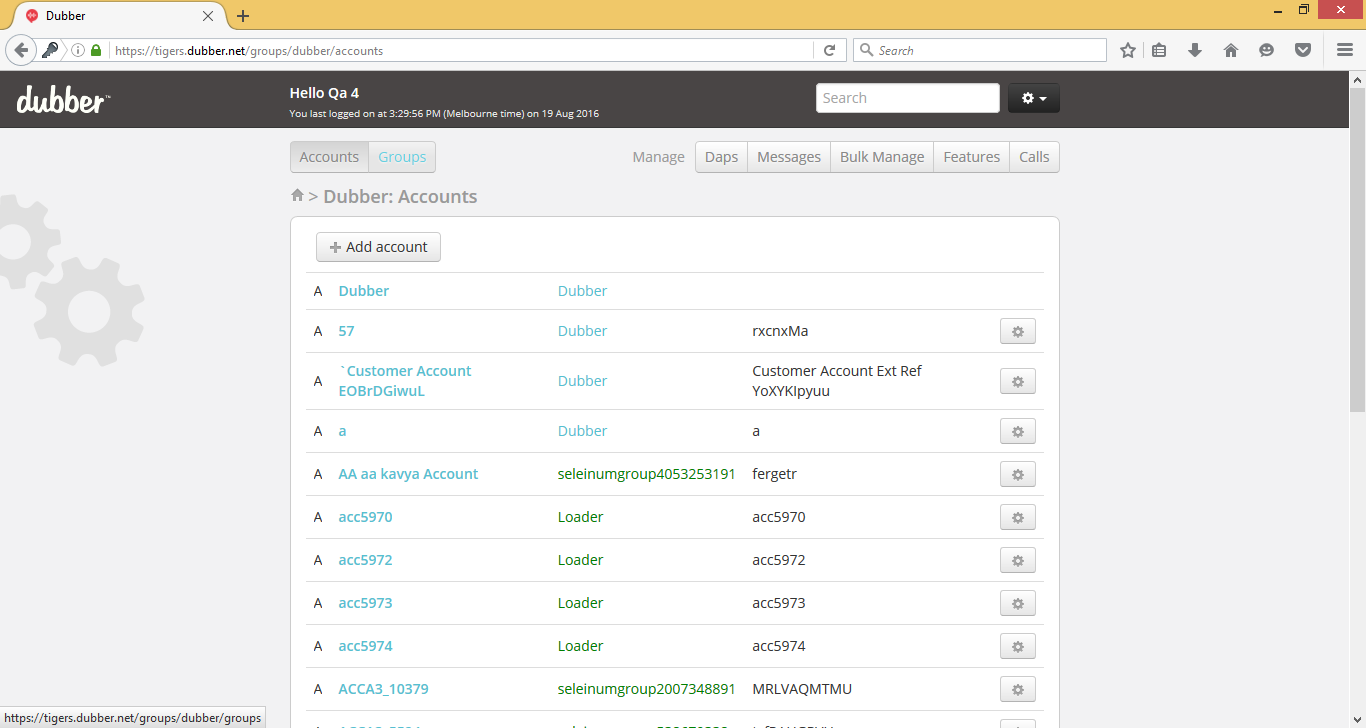 Dubber
https://tigers.dubber.net/groups/dubber/accounts
Search
dubber™
Hello Qa 4
You last logged on at 3:29:56 PM (Melbourne time) on 19 Aug 2016
Search
Accounts Groups
Manage Daps Messages Bulk Manage Features Calls
> Dubber: Accounts
+ Add account
A Dubber Dubber
A 57 Dubber rxcnxMa
A `Customer Account EOBrDGiwuL Dubber Customer Account Ext Ref YoXYKIpyuu
A a Dubber a
A AA aa kavya Account seleinumgroup4053253191 fergetr
A acc5970 Loader acc5970
A acc5972 Loader acc5972
A acc5973 Loader acc5973
A acc5974 Loader acc5974
A ACCA3_10379 seleinumgroup2007348891 MRLVAQMTMU
https://tigers.dubber.net/groups/dubber/groups